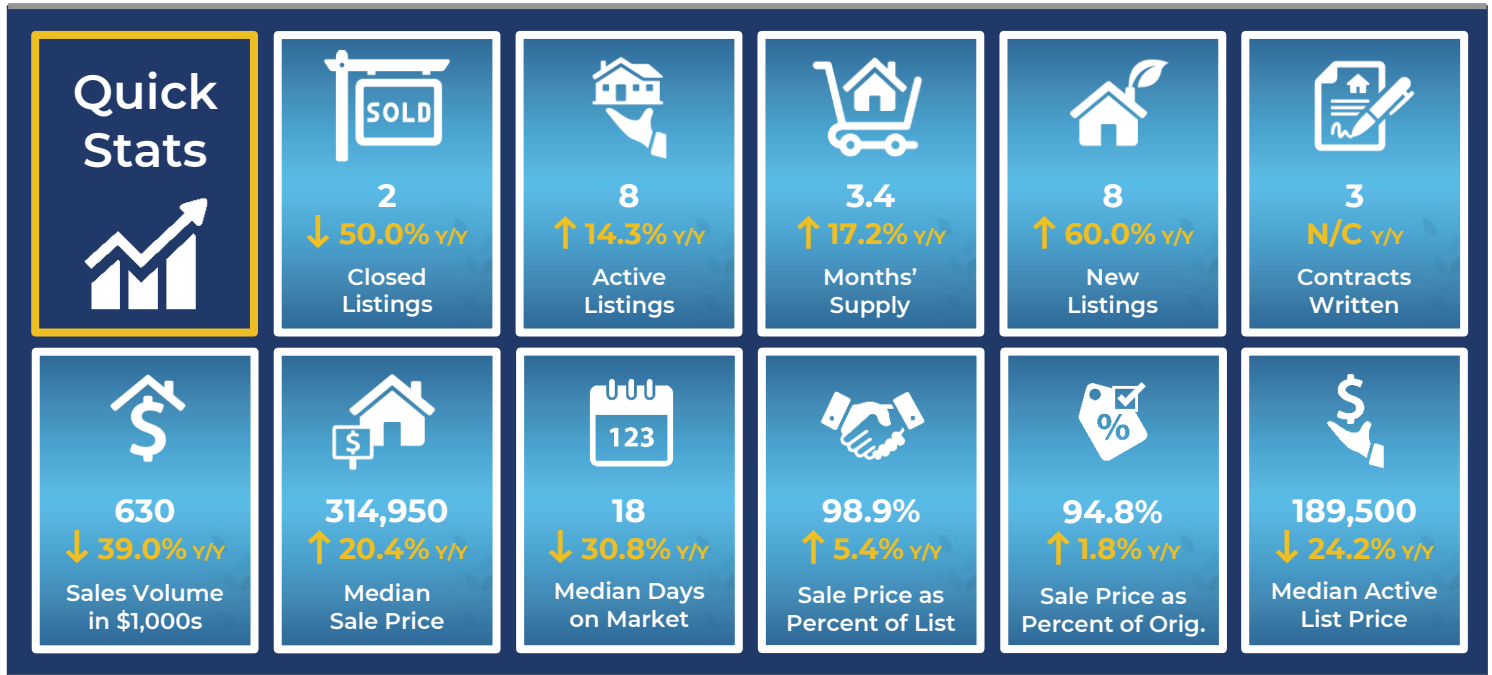 Quick
Stats
SOLD
2
↓ 50.0% Y/Y
Closed
Listings
8
↑ 14.3% Y/Y
Active
Listings
3.4
↑ 17.2% Y/Y
Months’
Supply
8
↑ 60.0% Y/Y
New
Listings
3
N/C Y/Y
Contracts
Written
$
630
↓ 39.0% Y/Y
Sales Volume
in $1,000s
$
314,950
↑ 20.4% Y/Y
Median
Sale Price
123
18
↓ 30.8% Y/Y
Median Days
on Market
98.9%
↑ 5.4% Y/Y
Sale Price as
Percent of List
%
94.8%
↑ 1.8% Y/Y
Sale Price as
Percent of Orig.
$
189,500
↓ 24.2% Y/Y
Median Active
List Price